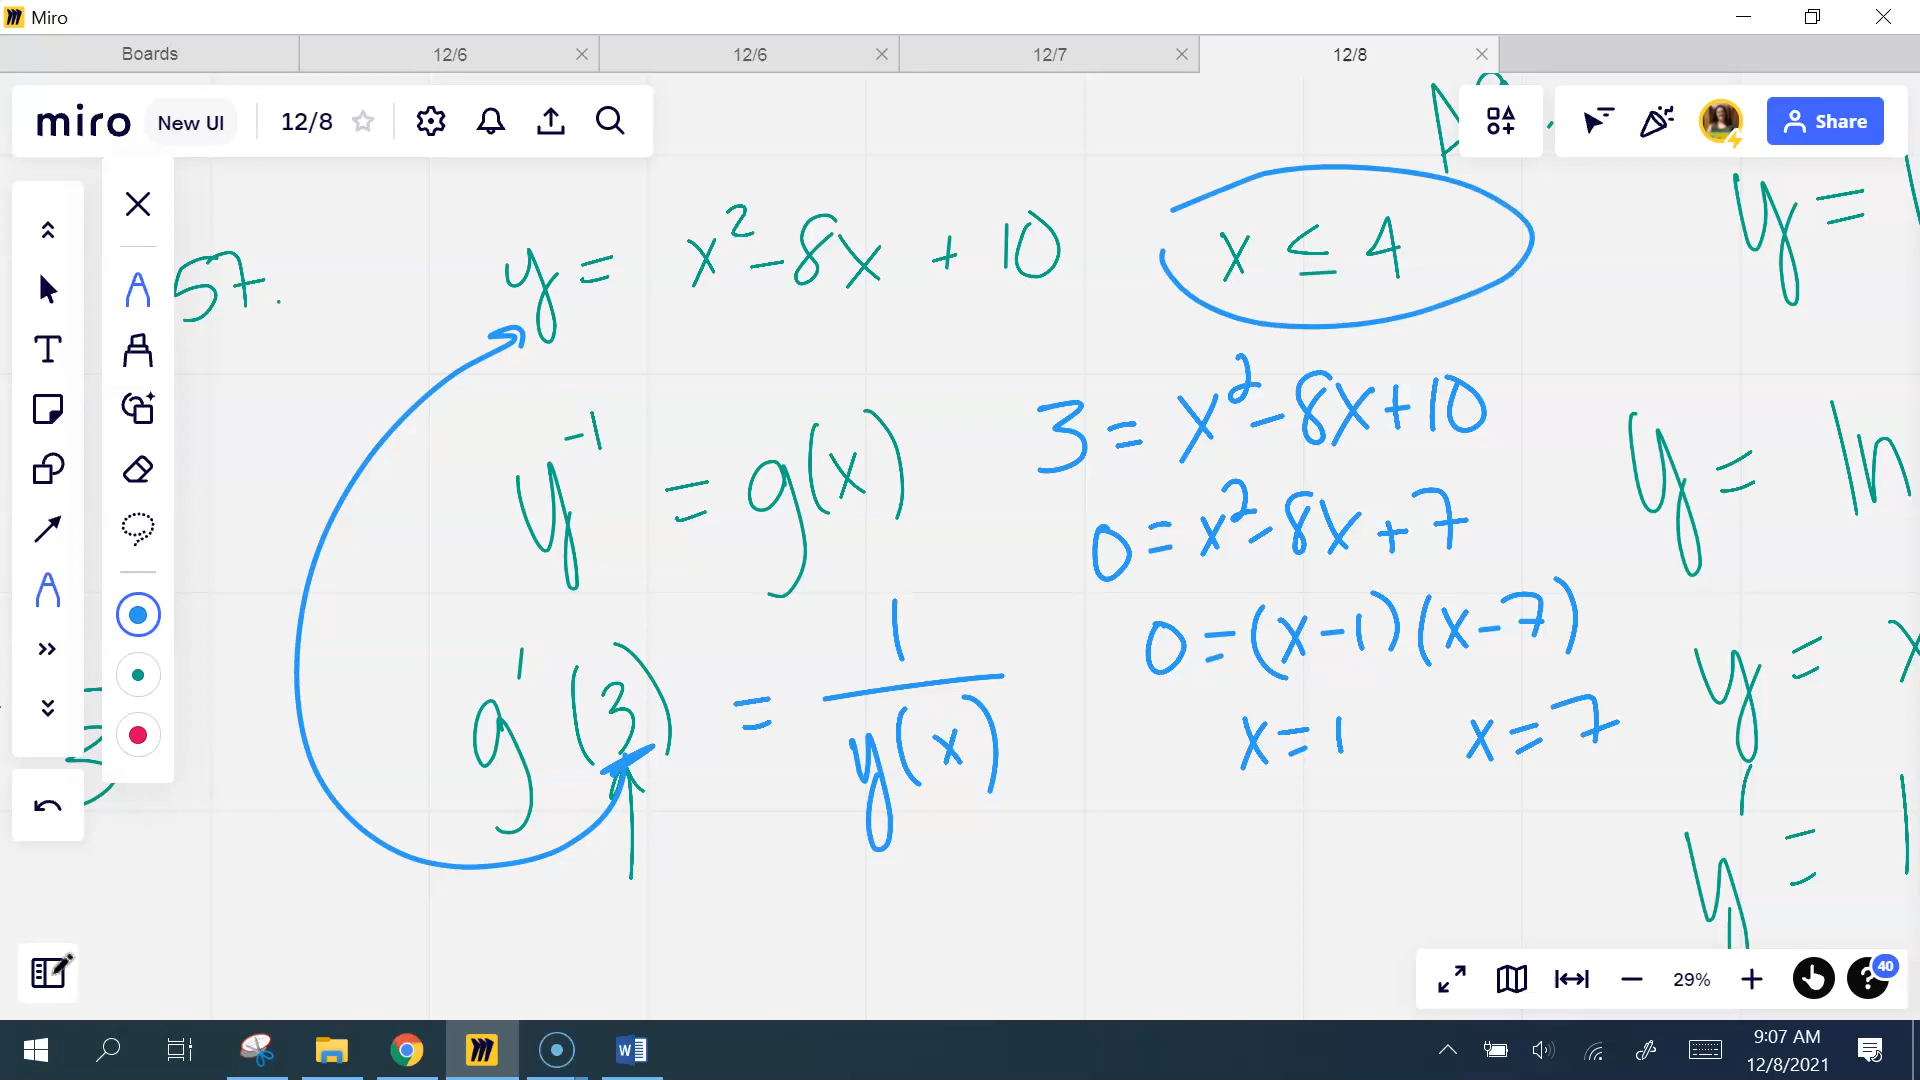 Miro
Boards 12/6 12/6 12/7 12/8
miro New UI 12/8 Share
57. y = x² - 8x + 10 x ≤ 4 y =
y⁻¹ = g(x) 3 = x² - 8x + 10 y = ln
0 = x² - 8x + 7
g'(3) = 1/y(x) 0 = (x - 1)(x - 7) y = x
x = 1 x = 7
y' = 1
29% 40
9:07 AM
12/8/2021